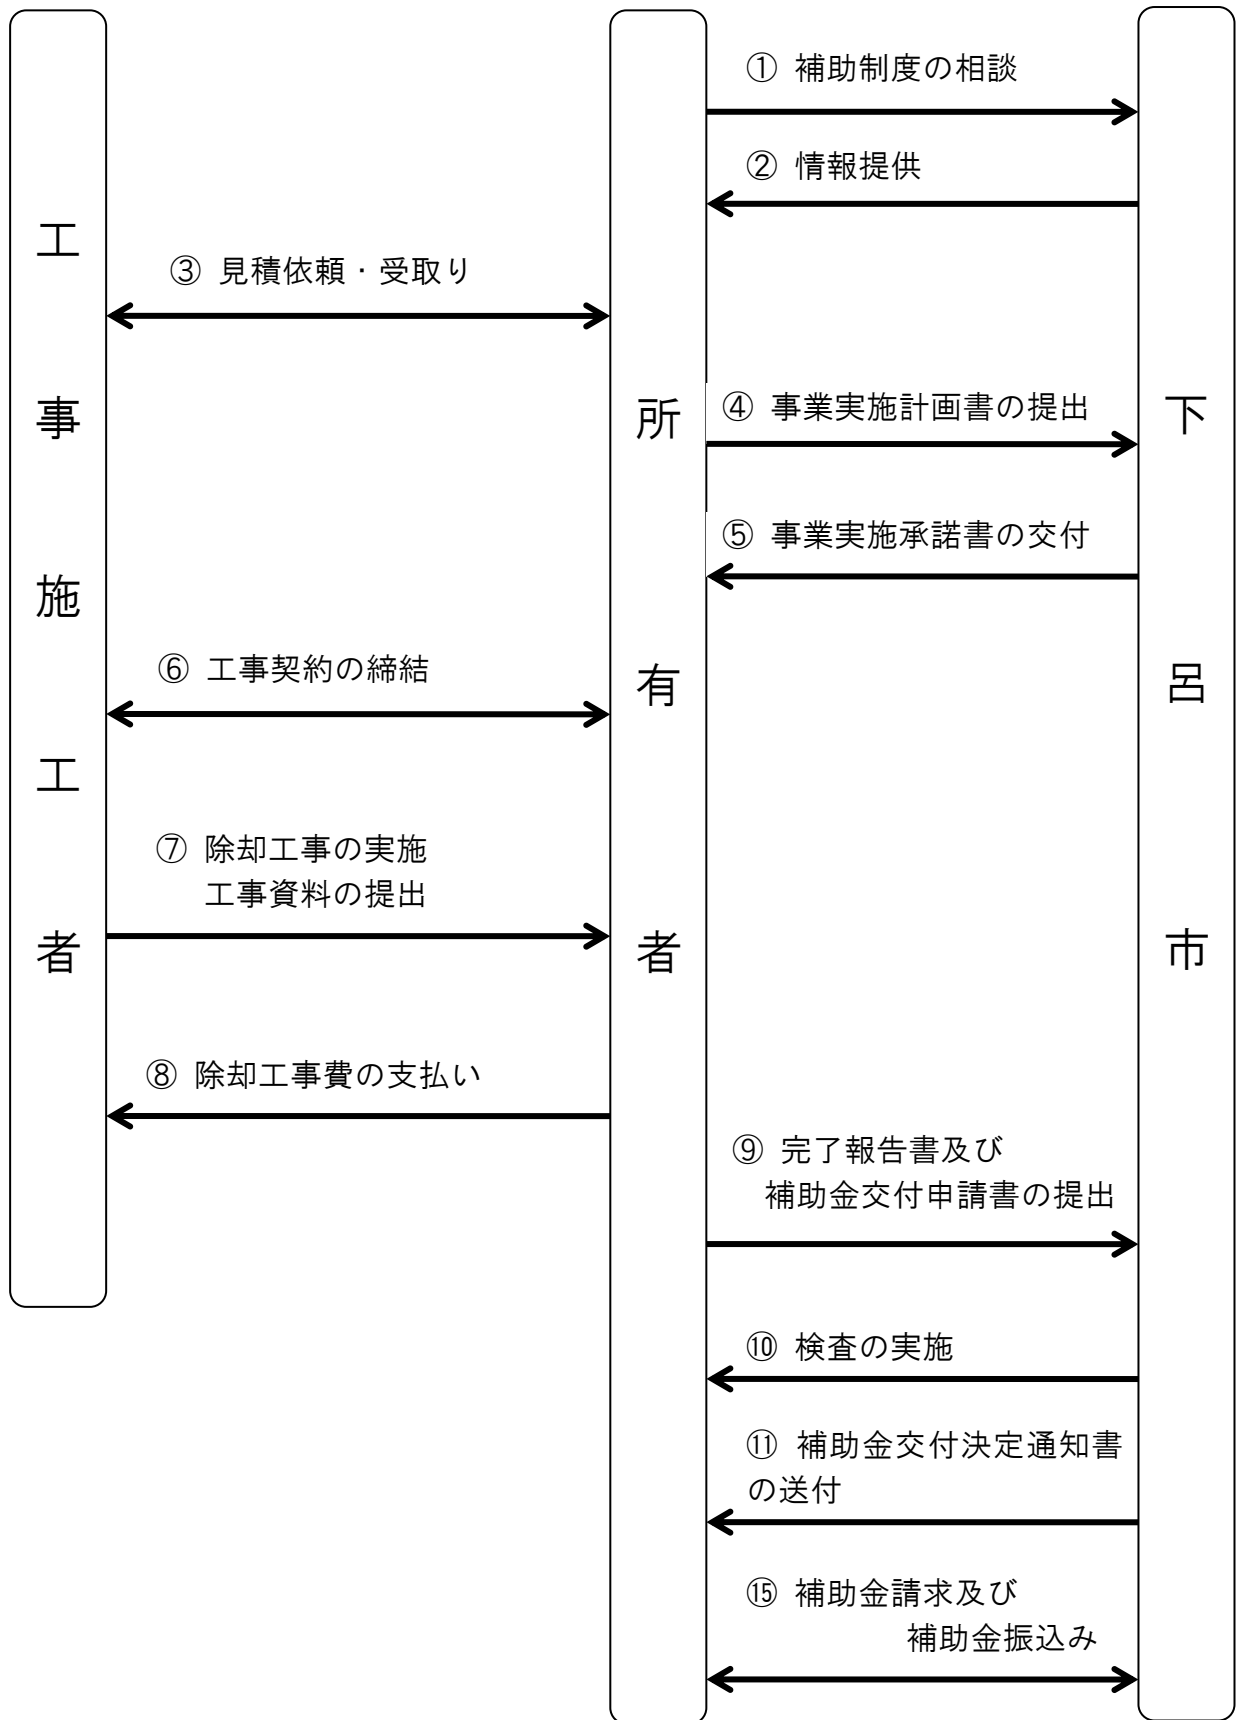 工事施工者
所有者
下呂市
① 補助制度の相談
② 情報提供
③ 見積依頼・受取り
④ 事業実施計画書の提出
⑤ 事業実施承諾書の交付
⑥ 工事契約の締結
⑦ 除却工事の実施
工事資料の提出
⑧ 除却工事費の支払い
⑨ 完了報告書及び
補助金交付申請書の提出
⑩ 検査の実施
⑪ 補助金交付決定通知書
の送付
⑮ 補助金請求及び
補助金振込み